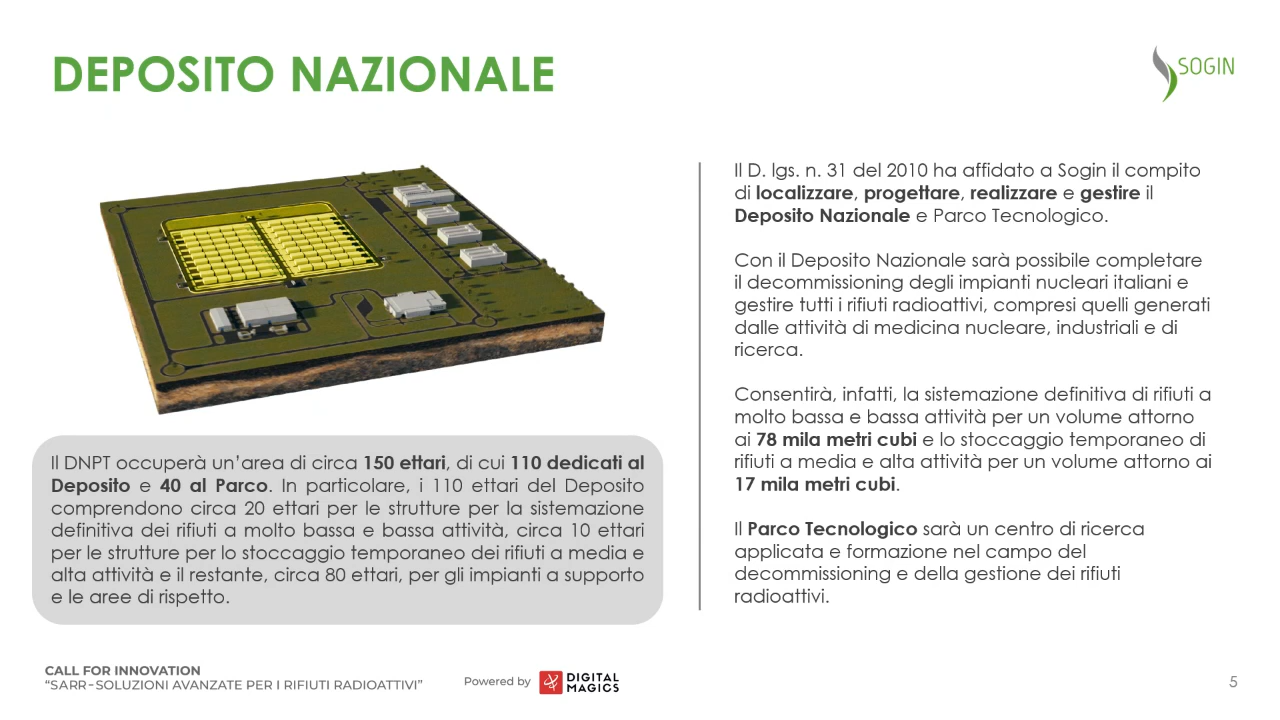 DEPOSITO NAZIONALE
SOGIN
Il DNPT occuperà un’area di circa 150 ettari, di cui 110 dedicati al
Deposito e 40 al Parco. In particolare, i 110 ettari del Deposito
comprendono circa 20 ettari per le strutture per la sistemazione
definitiva dei rifiuti a molto bassa e bassa attività, circa 10 ettari
per le strutture per lo stoccaggio temporaneo dei rifiuti a media e
alta attività e il restante, circa 80 ettari, per gli impianti a supporto
e le aree di rispetto.
Il D. lgs. n. 31 del 2010 ha affidato a Sogin il compito
di localizzare, progettare, realizzare e gestire il
Deposito Nazionale e Parco Tecnologico.
Con il Deposito Nazionale sarà possibile completare
il decommissioning degli impianti nucleari italiani e
gestire tutti i rifiuti radioattivi, compresi quelli generati
dalle attività di medicina nucleare, industriali e di
ricerca.
Consentirà, infatti, la sistemazione definitiva di rifiuti a
molto bassa e bassa attività per un volume attorno
ai 78 mila metri cubi e lo stoccaggio temporaneo di
rifiuti a media e alta attività per un volume attorno ai
17 mila metri cubi.
Il Parco Tecnologico sarà un centro di ricerca
applicata e formazione nel campo del
decommissioning e della gestione dei rifiuti
radioattivi.
CALL FOR INNOVATION
“SARR-SOLUZIONI AVANZATE PER I RIFIUTI RADIOATTIVI”
Powered by
DIGITAL
MAGICS
5